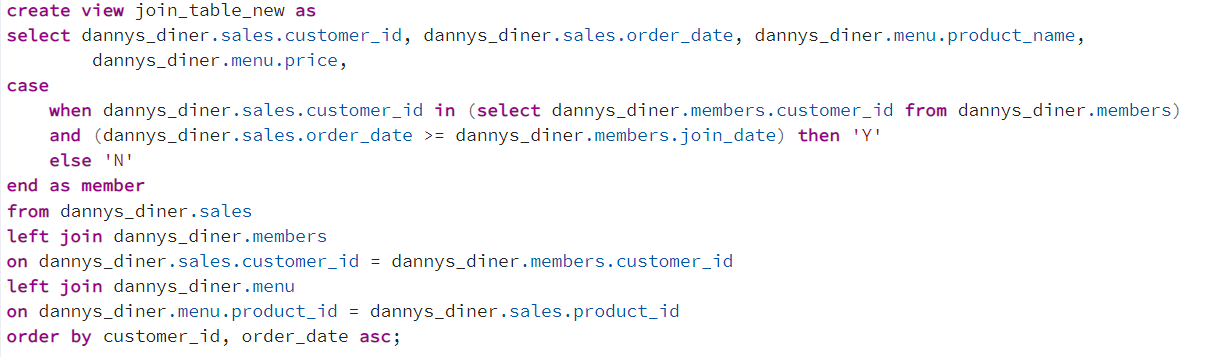 create view join_table_new as
select dannys_diner.sales.customer_id, dannys_diner.sales.order_date, dannys_diner.menu.product_name,
        dannys_diner.menu.price,
case
    when dannys_diner.sales.customer_id in (select dannys_diner.members.customer_id from dannys_diner.members)
    and (dannys_diner.sales.order_date >= dannys_diner.members.join_date) then 'Y'
    else 'N'
end as member
from dannys_diner.sales
left join dannys_diner.members
on dannys_diner.sales.customer_id = dannys_diner.members.customer_id
left join dannys_diner.menu
on dannys_diner.menu.product_id = dannys_diner.sales.product_id
order by customer_id, order_date asc;